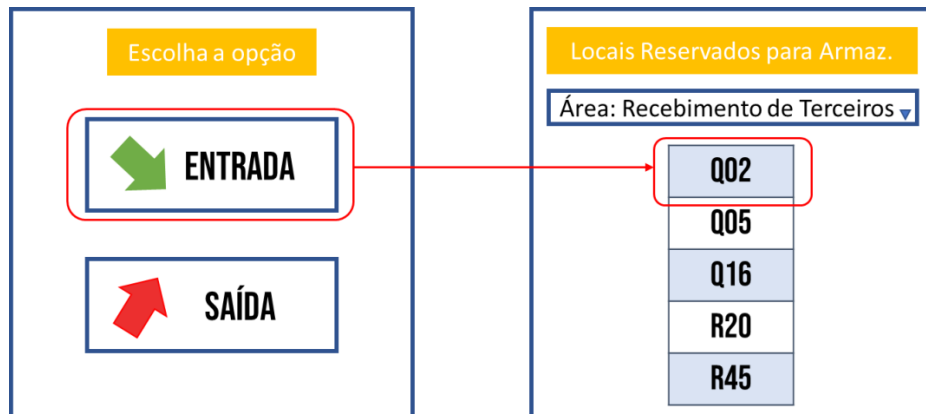 Escolha a opção
ENTRADA
SAÍDA
Locais Reservados para Armaz.
Área: Recebimento de Terceiros
Q02
Q05
Q16
R20
R45